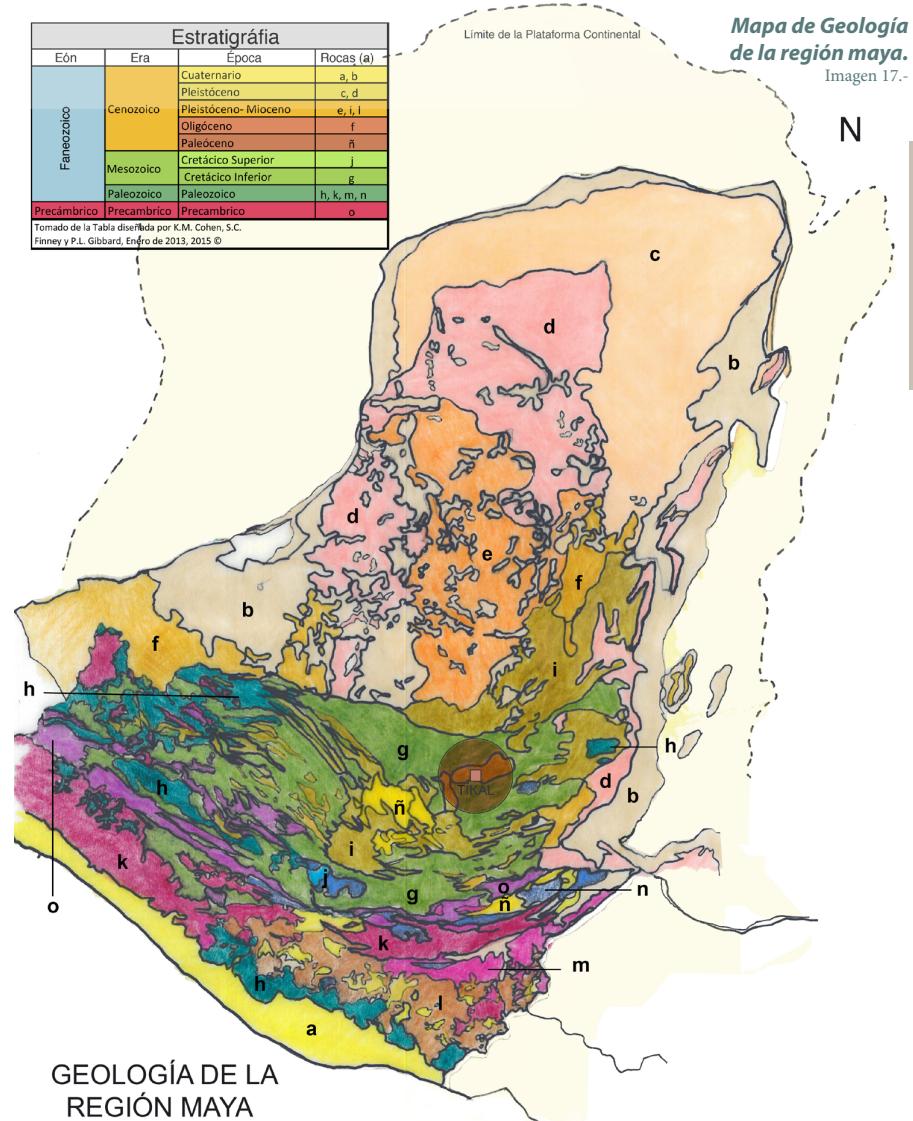 Límite de la Plataforma Continental
Mapa de Geología
de la región maya.
Imagen 17.-
N
Estratigráfia
Eón Era Época Rocas (a)
Faneozoico
Cenozoico
Cuaternario a, b
Pleistóceno c, d
Pleistóceno- Mioceno e, i, l
Oligóceno f
Paleóceno ñ
Mesozoico
Cretácico Superior j
Cretácico Inferior g
Paleozoico Paleozoico h, k, m, n
Precámbrico Precambrico Precambrico o
Tomado de la Tabla diseñada por K.M. Cohen, S.C.
Finney y P.L. Gibbard, Enero de 2013, 2015 ©
c
d
b
d
e
f
b
f
i
h
g
h
h
d
TIKAL
b
ñ
i
k
j
g
o
n
ñ
o
k
m
h
l
a
GEOLOGÍA DE LA
REGIÓN MAYA